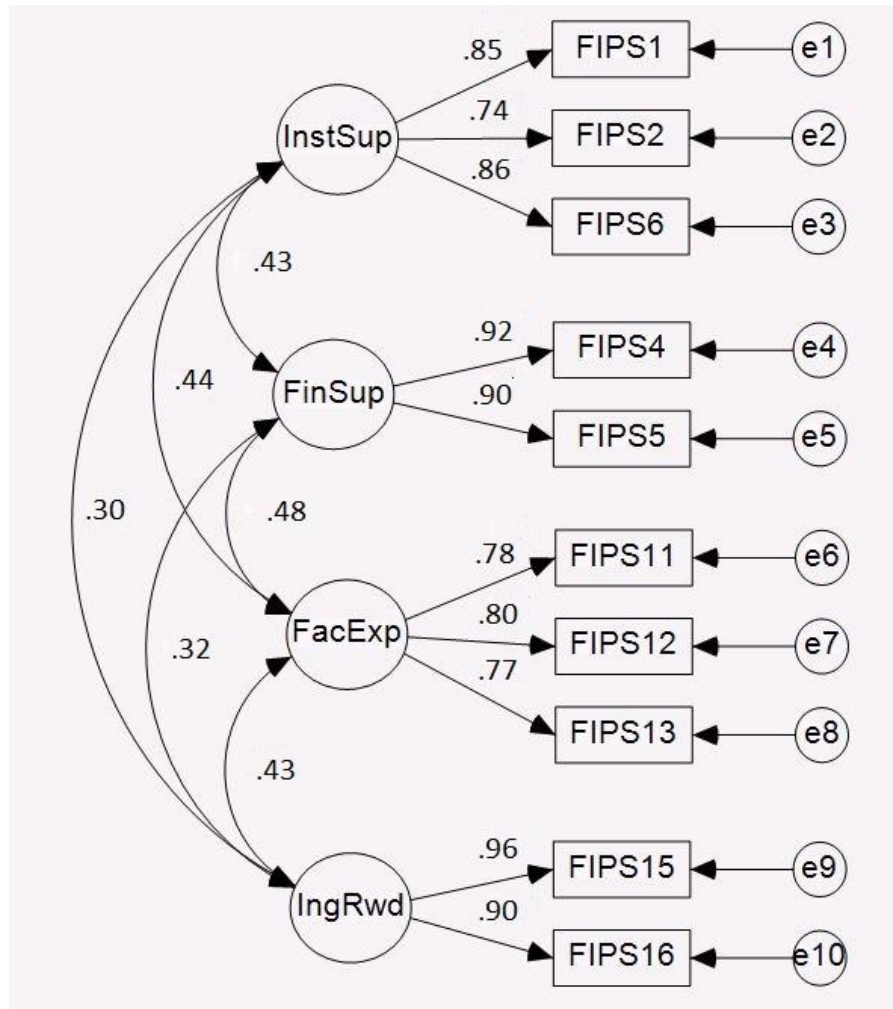 .85
FIPS1
e1
.74
InstSup
FIPS2
e2
.86
FIPS6
e3
.43
.92
FIPS4
e4
.44
FinSup
.90
FIPS5
e5
.30
.48
.78
FIPS11
e6
.80
FacExp
FIPS12
e7
.32
.77
FIPS13
e8
.43
.96
FIPS15
e9
IngRwd
.90
FIPS16
e10